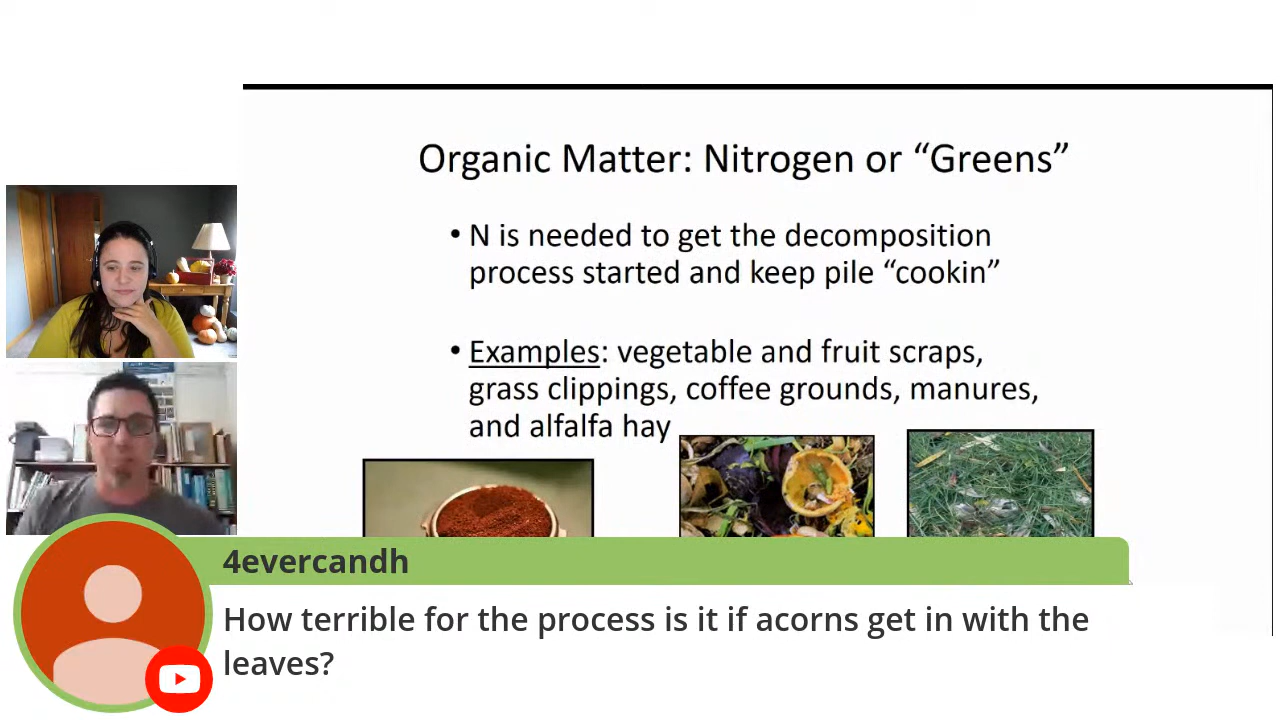 Organic Matter: Nitrogen or “Greens”
• N is needed to get the decomposition
process started and keep pile “cookin”
• Examples: vegetable and fruit scraps,
grass clippings, coffee grounds, manures,
and alfalfa hay
4evercandh
How terrible for the process is it if acorns get in with the
leaves?